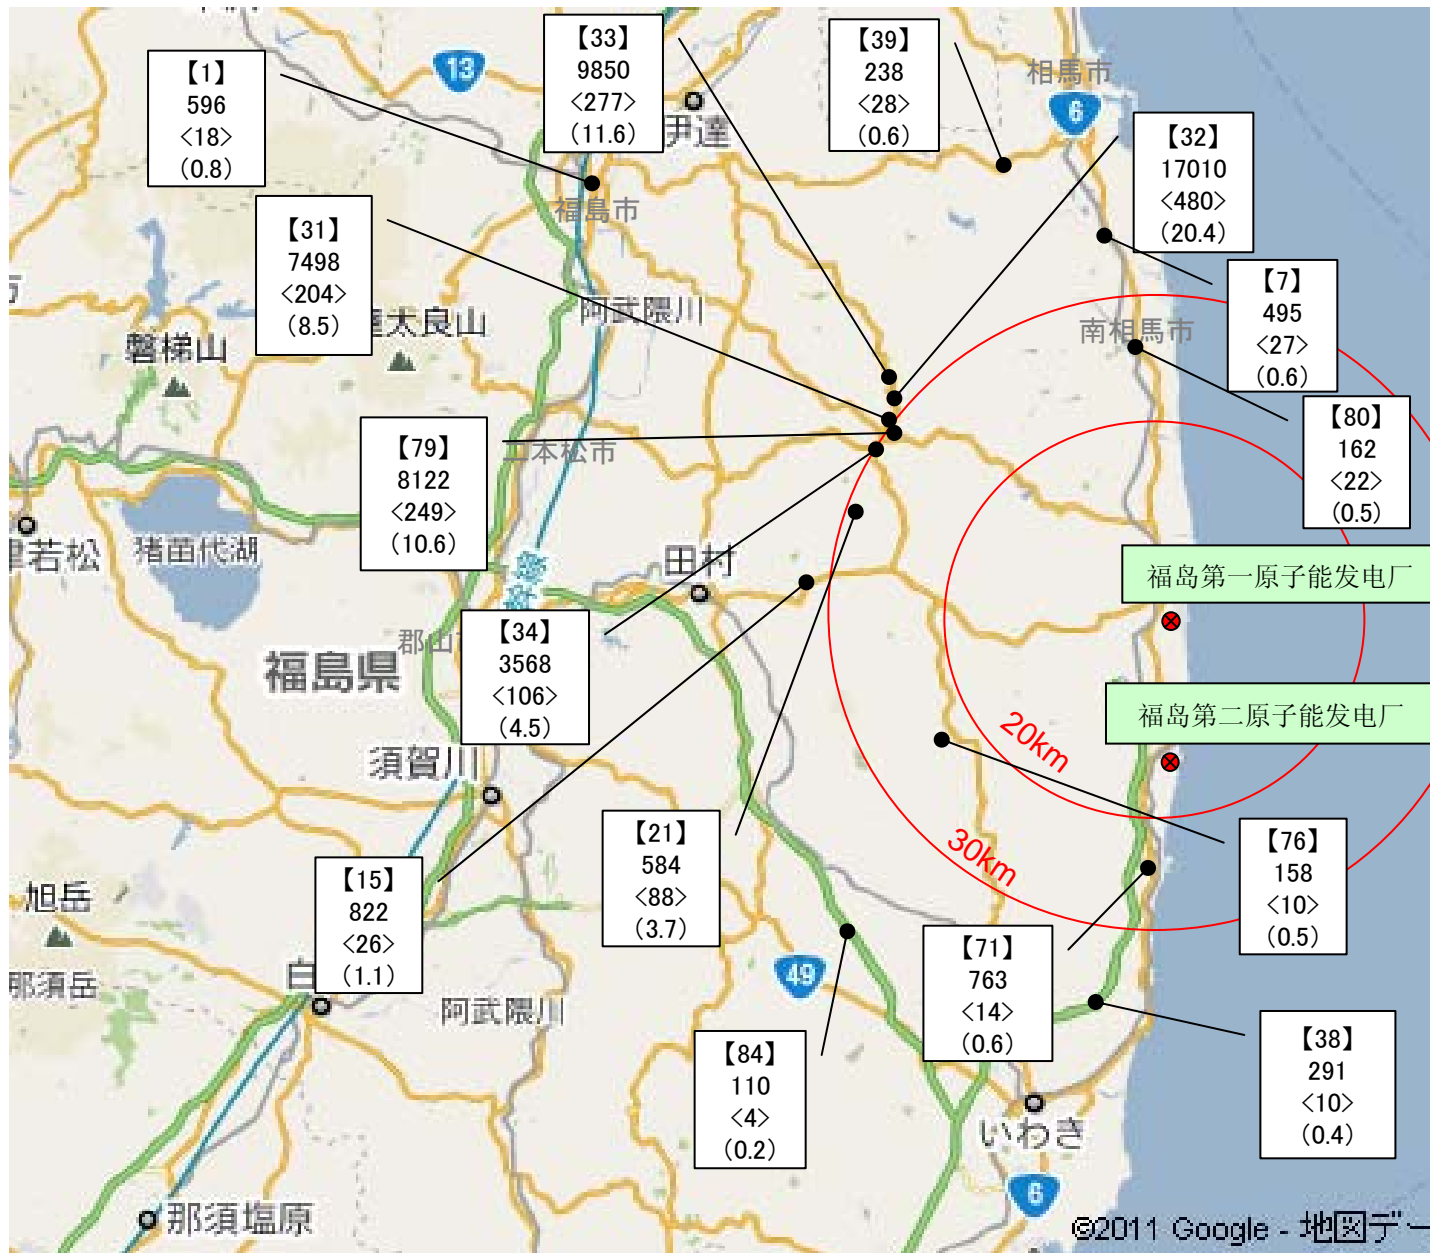 【1】
596
<18>
(0.8)
【33】
9850
<277>
(11.6)
【39】
238
<28>
(0.6)
【32】
17010
<480>
(20.4)
【31】
7498
<204>
(8.5)
【7】
495
<27>
(0.6)
【80】
162
<22>
(0.5)
【79】
8122
<249>
(10.6)
【34】
3568
<106>
(4.5)
【21】
584
<88>
(3.7)
【15】
822
<26>
(1.1)
【76】
158
<10>
(0.5)
【71】
763
<14>
(0.6)
【84】
110
<4>
(0.2)
【38】
291
<10>
(0.4)
福岛第一原子能发电厂
福岛第二原子能发电厂
20km
30km
13
6
相馬市
伊達
福島市
阿武隈川
太良山
磐梯山
南相馬市
二本松市
猪苗代湖
若松
田村
郡山
福島県
須賀川
旭岳
那須岳
白
阿武隈川
49
いわき
6
那須塩原
©2011 Google - 地図デー